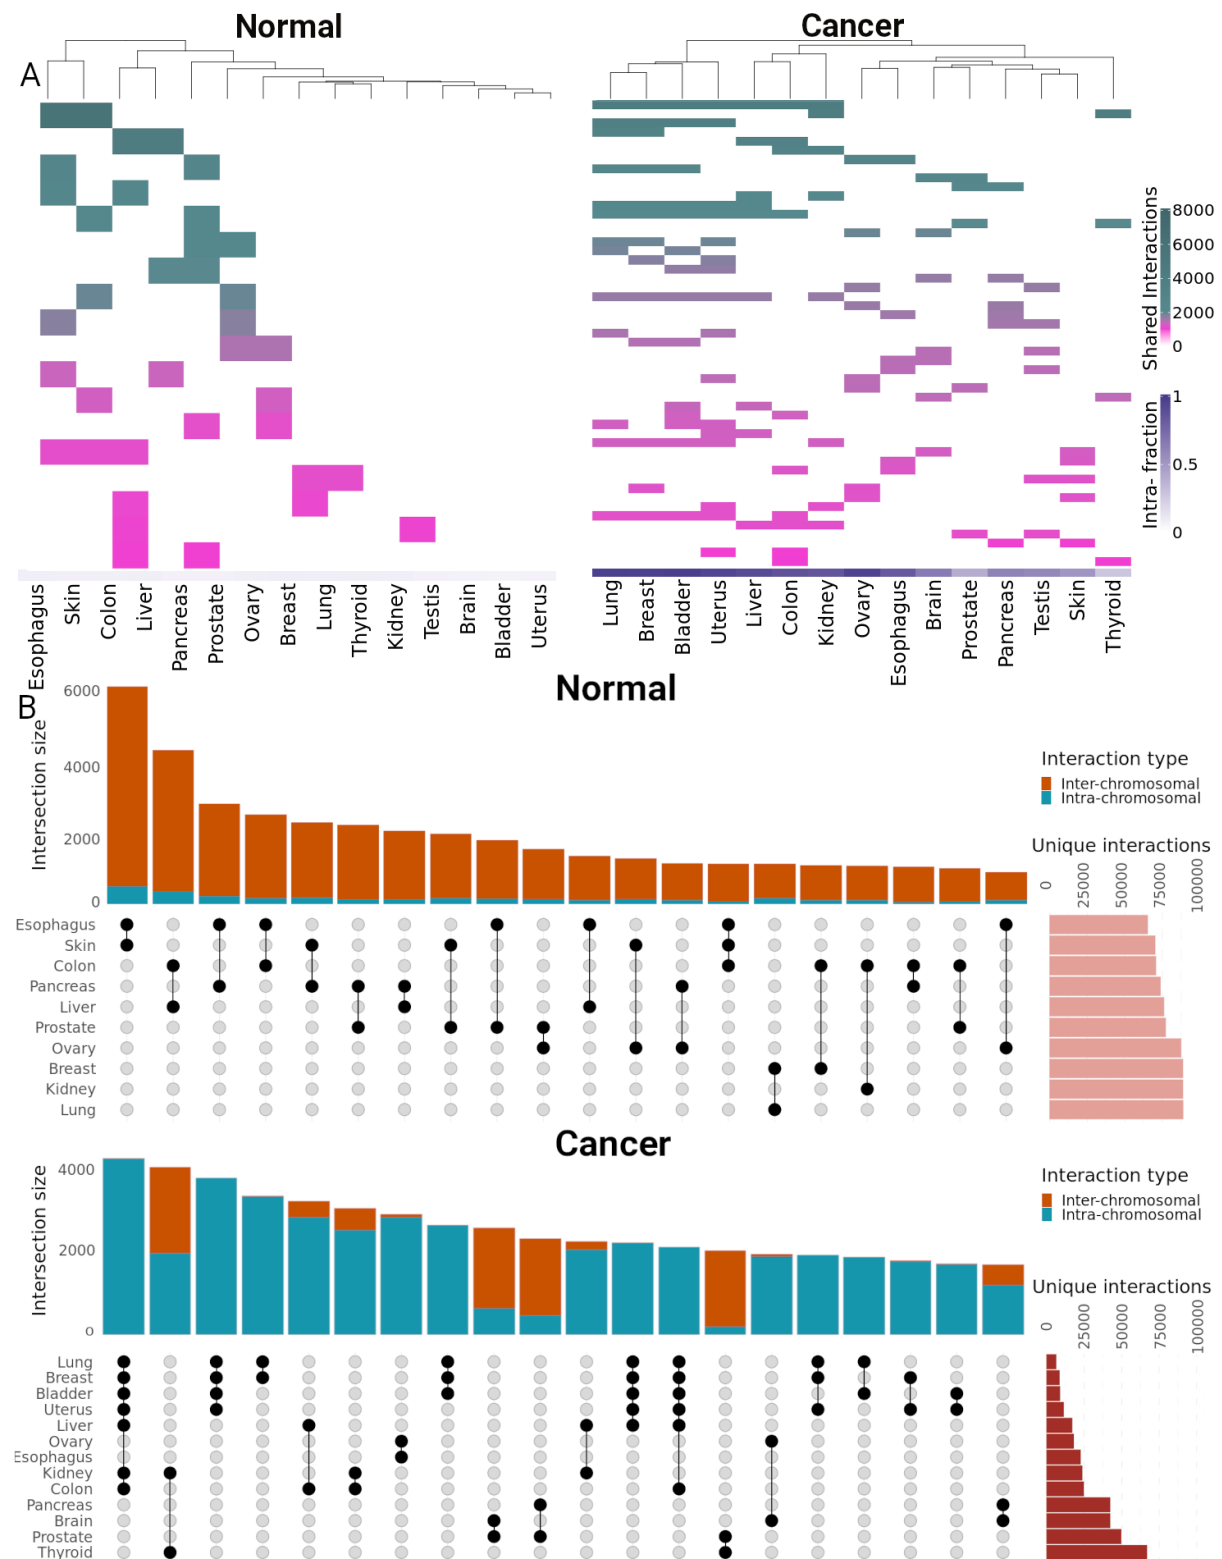 Normal
Cancer
A
Shared Interactions
8000
6000
4000
2000
0
Intra- fraction
1
0.5
0
Esophagus
Skin
Colon
Liver
Pancreas
Prostate
Ovary
Breast
Lung
Thyroid
Kidney
Testis
Brain
Bladder
Uterus
Lung
Breast
Bladder
Uterus
Liver
Colon
Kidney
Ovary
Esophagus
Brain
Prostate
Pancreas
Testis
Skin
Thyroid
B
Normal
Intersection size
6000
4000
2000
0
Interaction type
Inter-chromosomal
Intra-chromosomal
Unique interactions
0
25000
50000
75000
100000
Esophagus
Skin
Colon
Pancreas
Liver
Prostate
Ovary
Breast
Kidney
Lung
Cancer
Intersection size
4000
2000
0
Interaction type
Inter-chromosomal
Intra-chromosomal
Unique interactions
0
25000
50000
75000
100000
Lung
Breast
Bladder
Uterus
Liver
Ovary
Esophagus
Kidney
Colon
Pancreas
Brain
Prostate
Thyroid